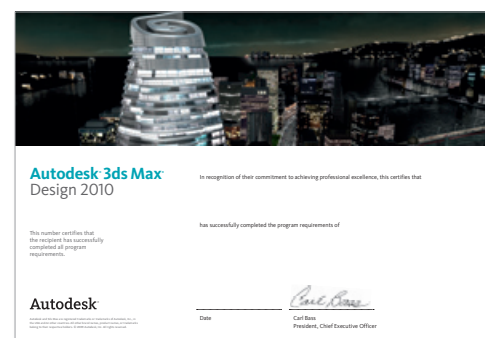 Autodesk® 3ds Max®
Design 2010
In recognition of their commitment to achieving professional excellence, this certifies that
has successfully completed the program requirements of
This number certifies that
the recipient has successfully
completed all program
requirements.
Autodesk®
Carl Bass
Date
Carl Bass
President, Chief Executive Officer